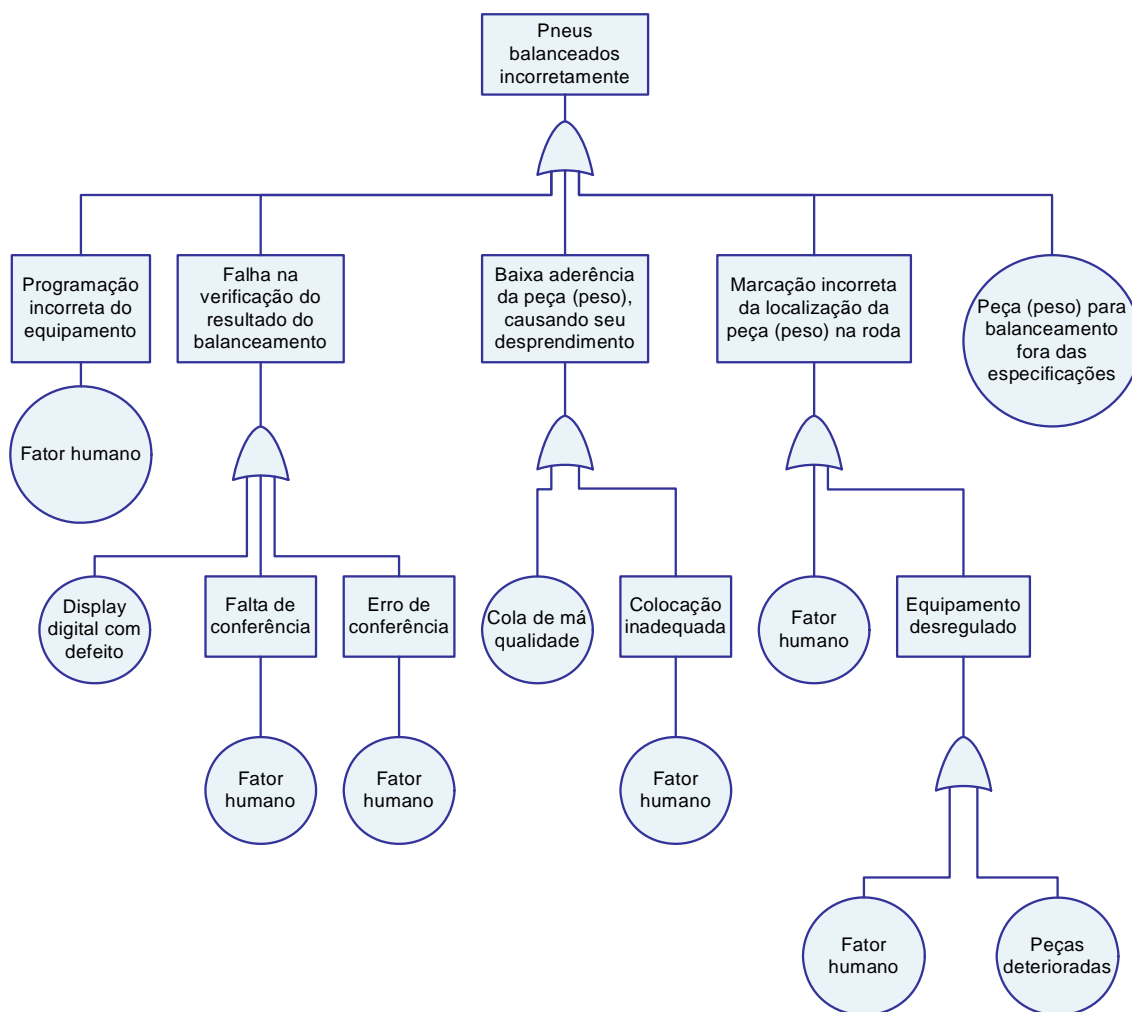 Pneus
balanceados
incorretamente
Programação
incorreta do
equipamento
Falha na
verificação do
resultado do
balanceamento
Baixa aderência
da peça (peso),
causando seu
desprendimento
Marcação incorreta
da localização da
peça (peso) na roda
Peça (peso) para
balanceamento
fora das
especificações
Fator humano
Display
digital com
defeito
Falta de
conferência
Erro de
conferência
Cola de má
qualidade
Colocação
inadequada
Fator
humano
Equipamento
desregulado
Fator
humano
Fator
humano
Fator
humano
Fator
humano
Peças
deterioradas